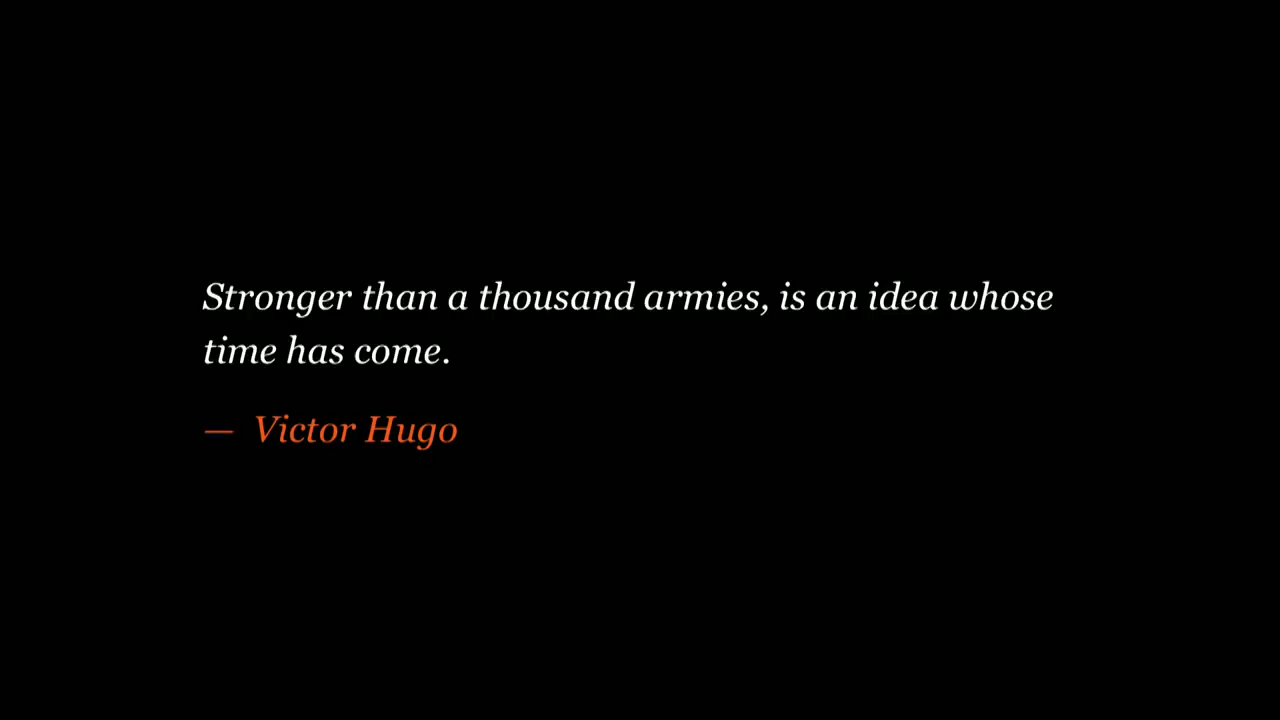 Stronger than a thousand armies, is an idea whose
time has come.
— Victor Hugo